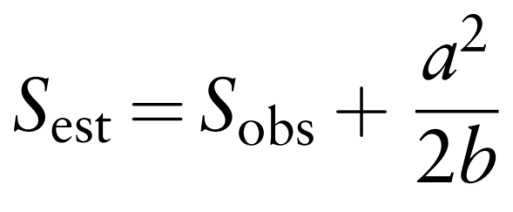 S_est = S_obs + a²/2b